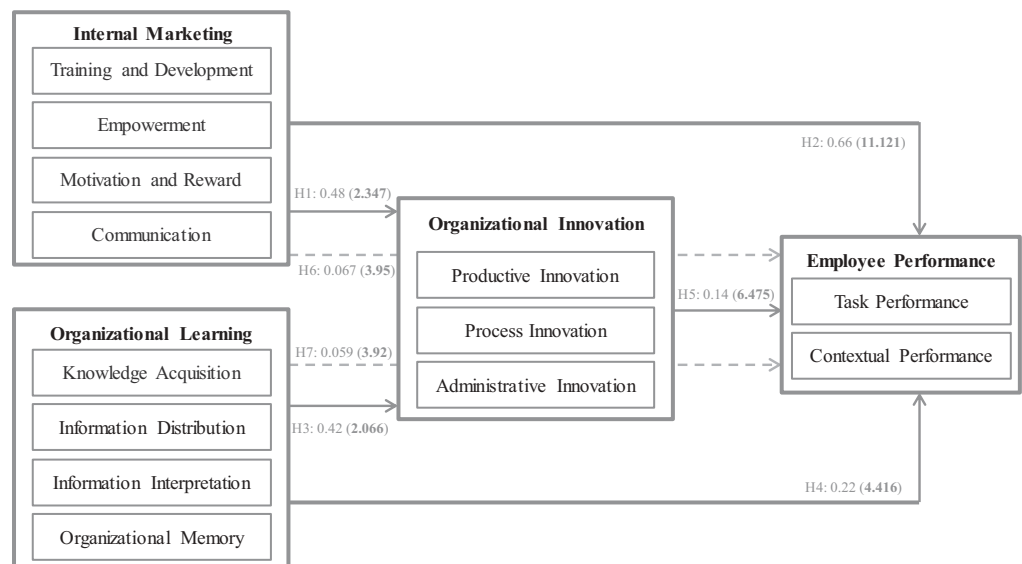 Internal Marketing
Training and Development
Empowerment
Motivation and Reward
Communication
H2: 0.66 (11.121)
H1: 0.48 (2.347)
H6: 0.067 (3.95)
Organizational Innovation
Productive Innovation
Process Innovation
Administrative Innovation
H5: 0.14 (6.475)
Employee Performance
Task Performance
Contextual Performance
Organizational Learning
Knowledge Acquisition
Information Distribution
Information Interpretation
Organizational Memory
H7: 0.059 (3.92)
H3: 0.42 (2.066)
H4: 0.22 (4.416)